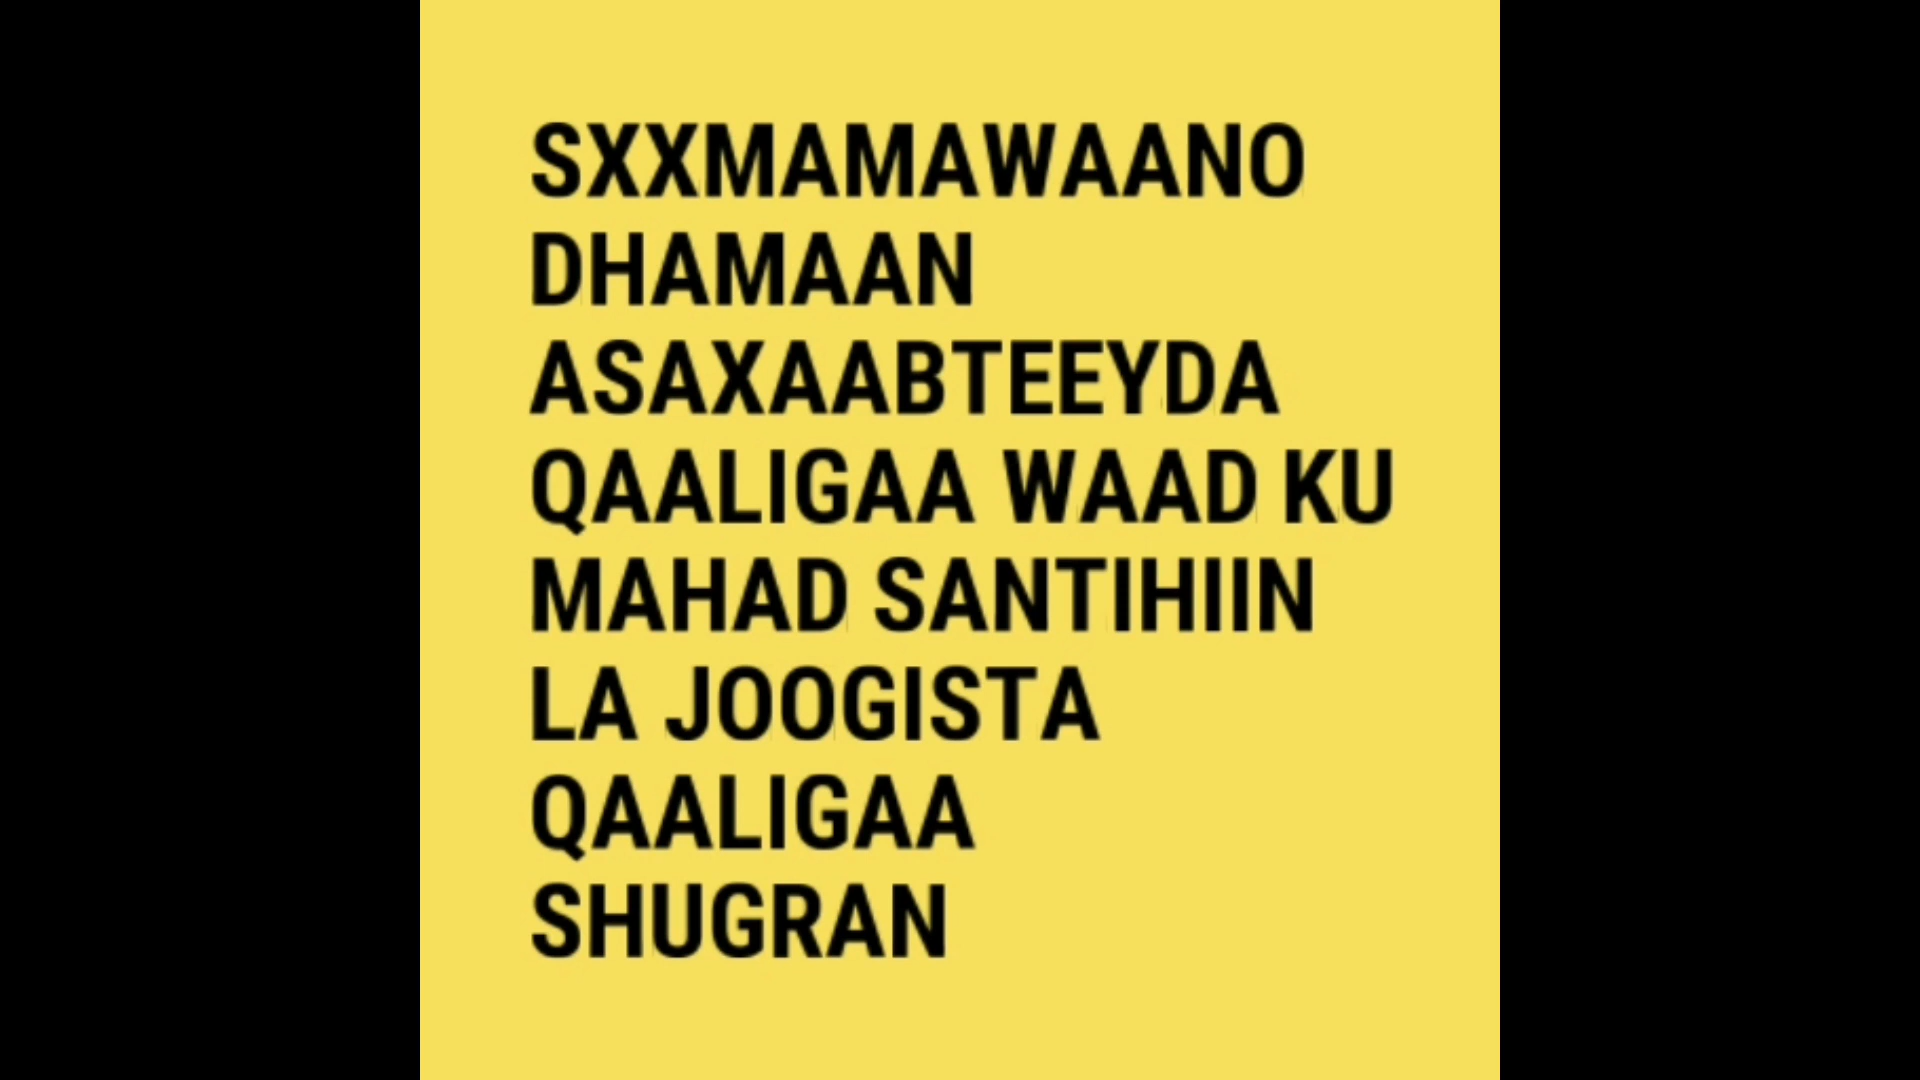 SXXMAMAWAANO
DHAMAAN
ASAXAABTEEYDA
QAALIGAA WAAD KU
MAHAD SANTIHIIN
LA JOOGISTA
QAALIGAA
SHUGRAN